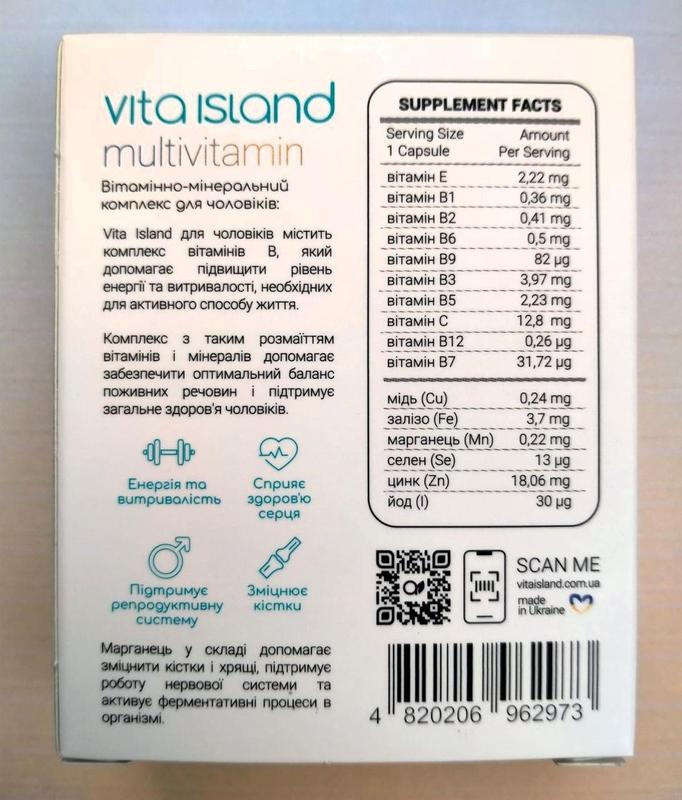 vita island
multivitamin
Вітамінно-мінеральний
комплекс для чоловіків:
Vita Island для чоловіків містить
комплекс вітамінів В, який
допомагає підвищити рівень
енергії та витривалості, необхідних
для активного способу життя.
Комплекс з таким розмаїттям
вітамінів і мінералів допомагає
забезпечити оптимальний баланс
поживних речовин і підтримує
загальне здоров'я чоловіків.
Енергія та
витривалість
Сприяє
здоров'ю
серця
Підтримує
репродуктивну
систему
Зміцнює
кістки
Марганець у складі допомагає
зміцнити кістки і хрящі, підтримує
роботу нервової системи та
активує ферментативні процеси в
організмі.
SUPPLEMENT FACTS
Serving Size Amount
1 Capsule Per Serving
вітамін Е 2,22 mg
вітамін В1 0,36 mg
вітамін В2 0,41 mg
вітамін В6 0,5 mg
вітамін В9 82 µg
вітамін В3 3,97 mg
вітамін В5 2,23 mg
вітамін С 12,8 mg
вітамін В12 0,26 µg
вітамін В7 31,72 µg
мідь (Cu) 0,24 mg
залізо (Fe) 3,7 mg
марганець (Mn) 0,22 mg
селен (Se) 13 µg
цинк (Zn) 18,06 mg
йод (I) 30 µg
SCAN ME
vitaisland.com.ua
made
in Ukraine
4 820206 962973